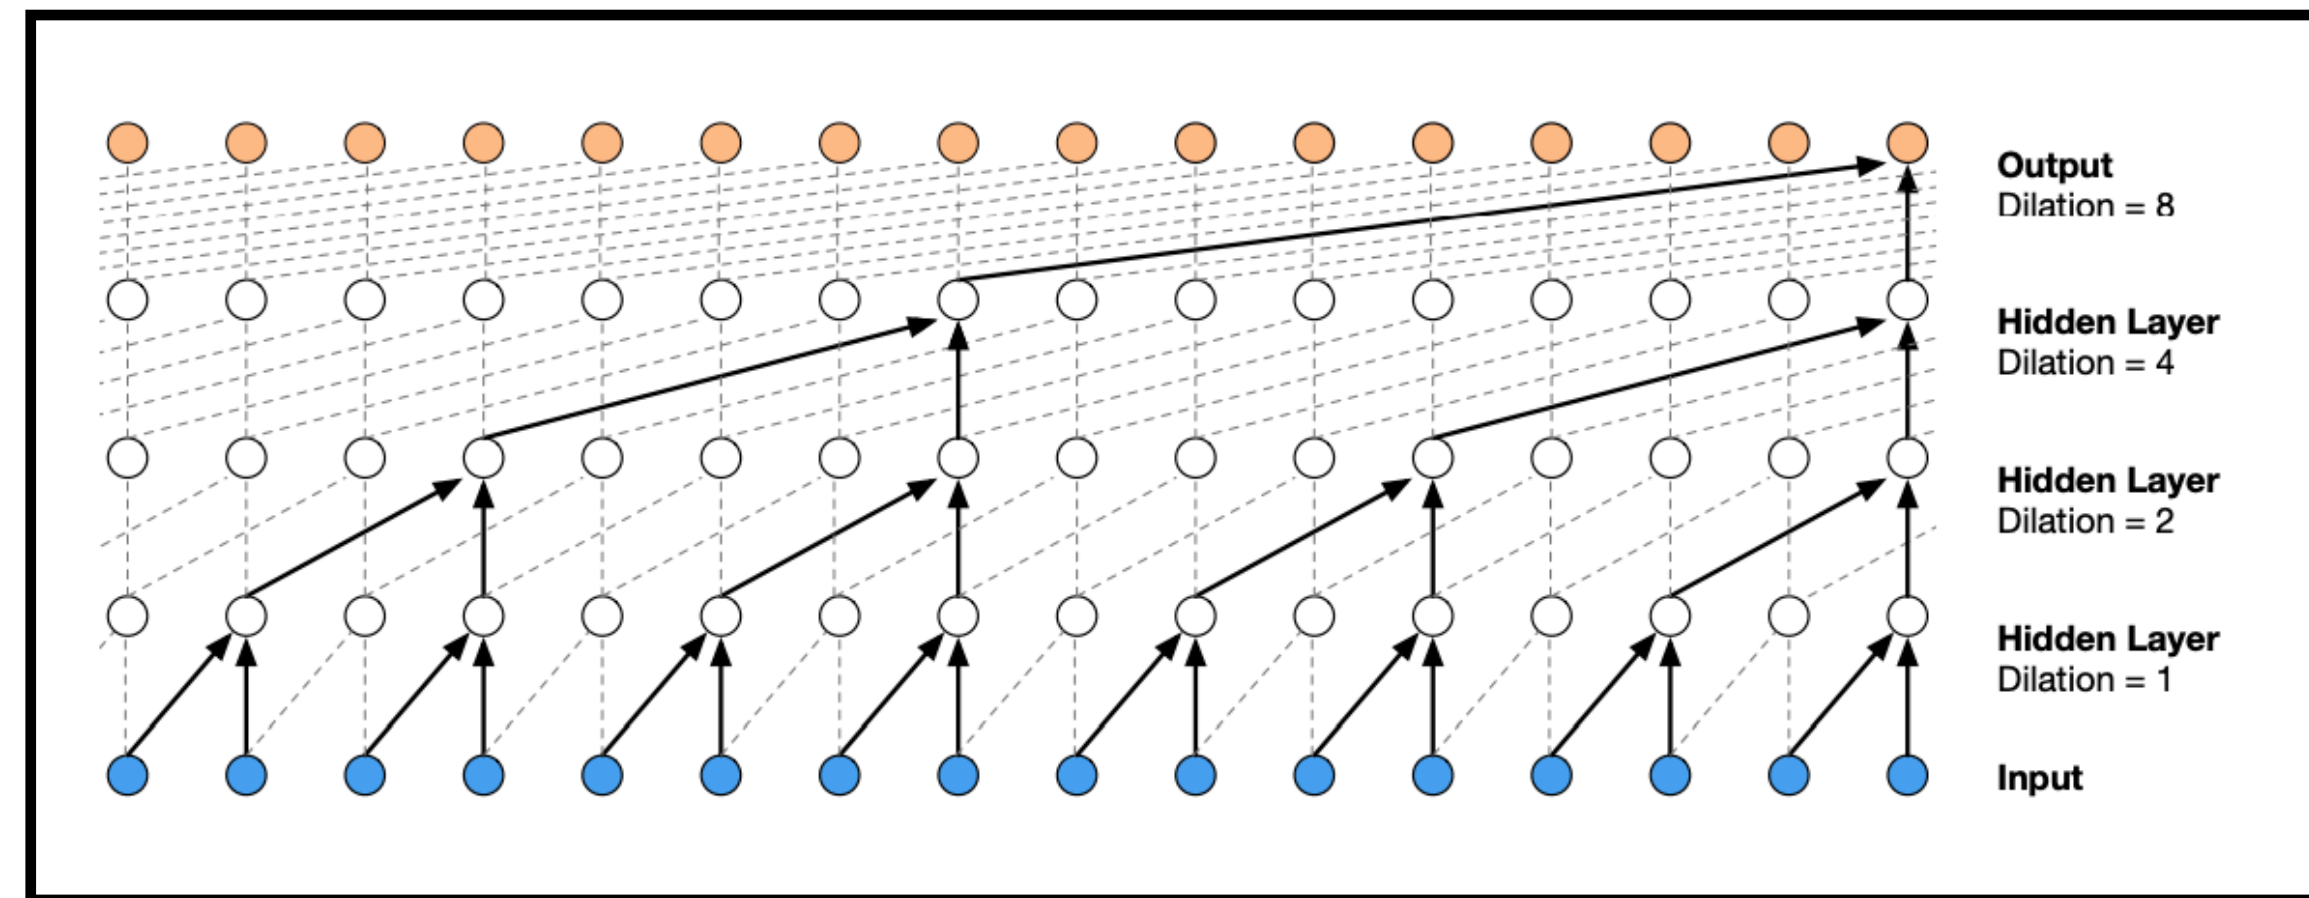 Output
Dilation = 8
Hidden Layer
Dilation = 4
Hidden Layer
Dilation = 2
Hidden Layer
Dilation = 1
Input